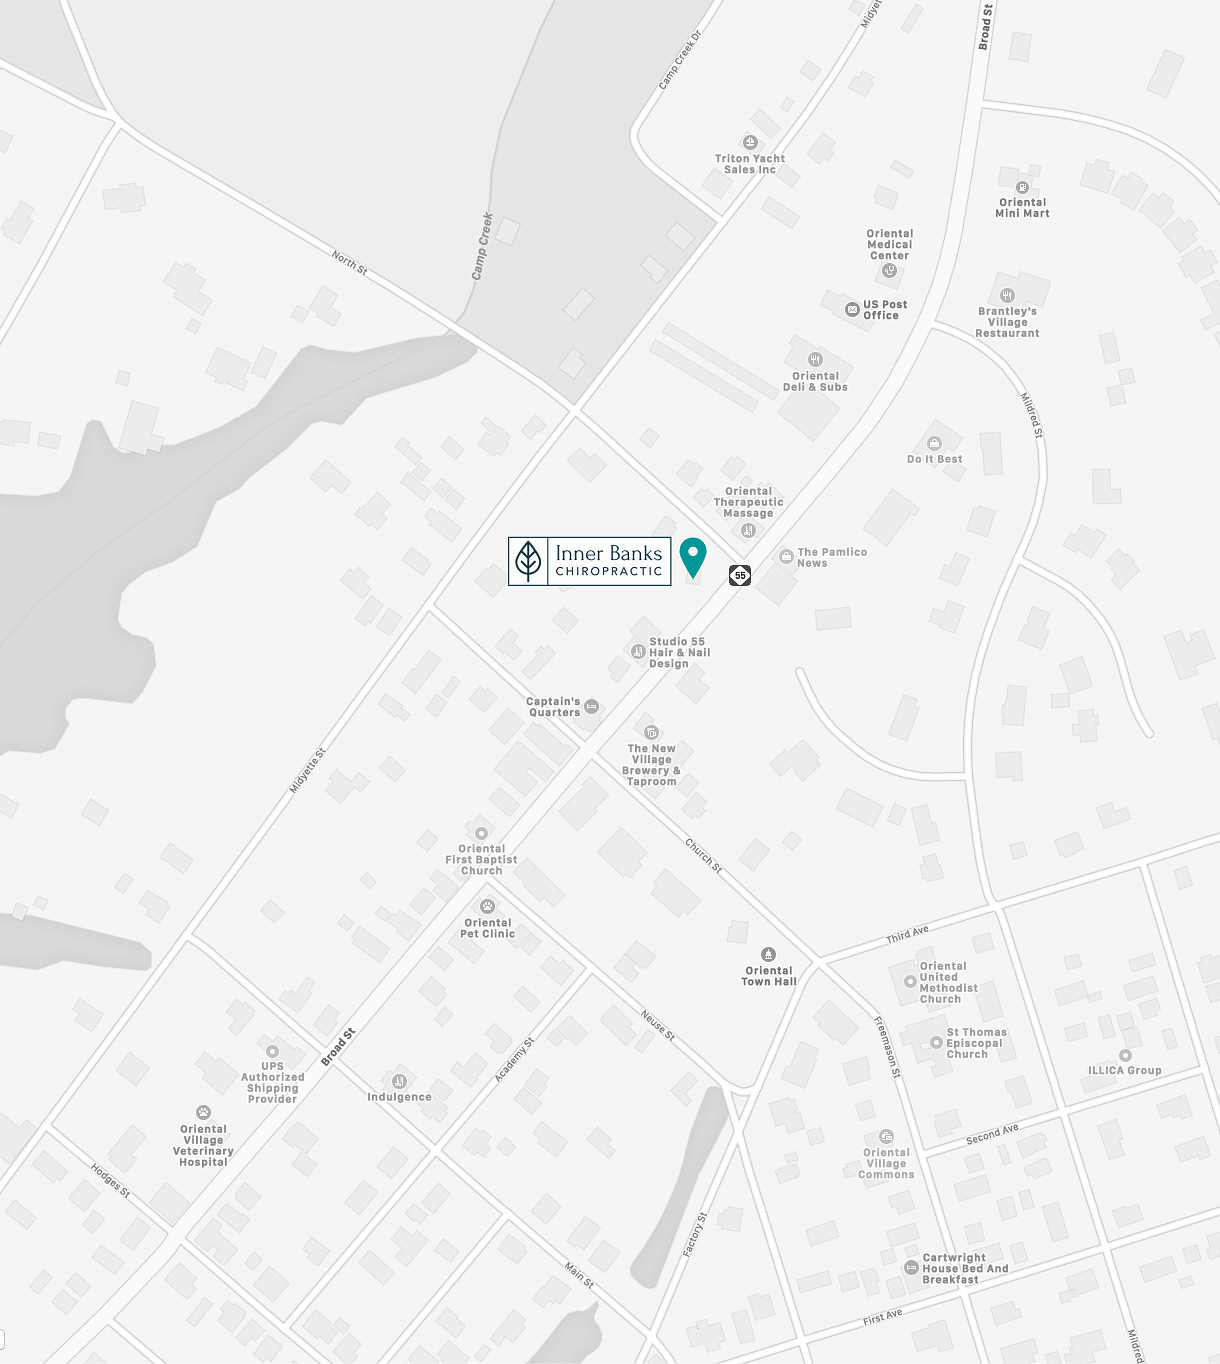 Midyet
Broad St
Camp Creek Dr
Triton Yacht
Sales Inc
Oriental
Mini Mart
Camp Creek
Oriental
Medical
Center
North St
US Post
Office
Brantley's
Village
Restaurant
Oriental
Deli & Subs
Mildred St
Do It Best
Oriental
Therapeutic
Massage
Inner Banks
CHIROPRACTIC
The Pamlico
News
55
Studio 55
Hair & Nail
Design
Captain's
Quarters
The New
Village
Brewery &
Taproom
Midyette St
Oriental
First Baptist
Church
Church St
Oriental
Pet Clinic
Third Ave
Oriental
Town Hall
Oriental
United
Methodist
Church
Neuse St
Freemason St
St Thomas
Episcopal
Church
Broad St
Academy St
UPS
Authorized
Shipping
Provider
ILLICA Group
Indulgence
Oriental
Village
Veterinary
Hospital
Second Ave
Oriental
Village
Commons
Hodges St
Factory St
Main St
Cartwright
House Bed And
Breakfast
First Ave
Mildred